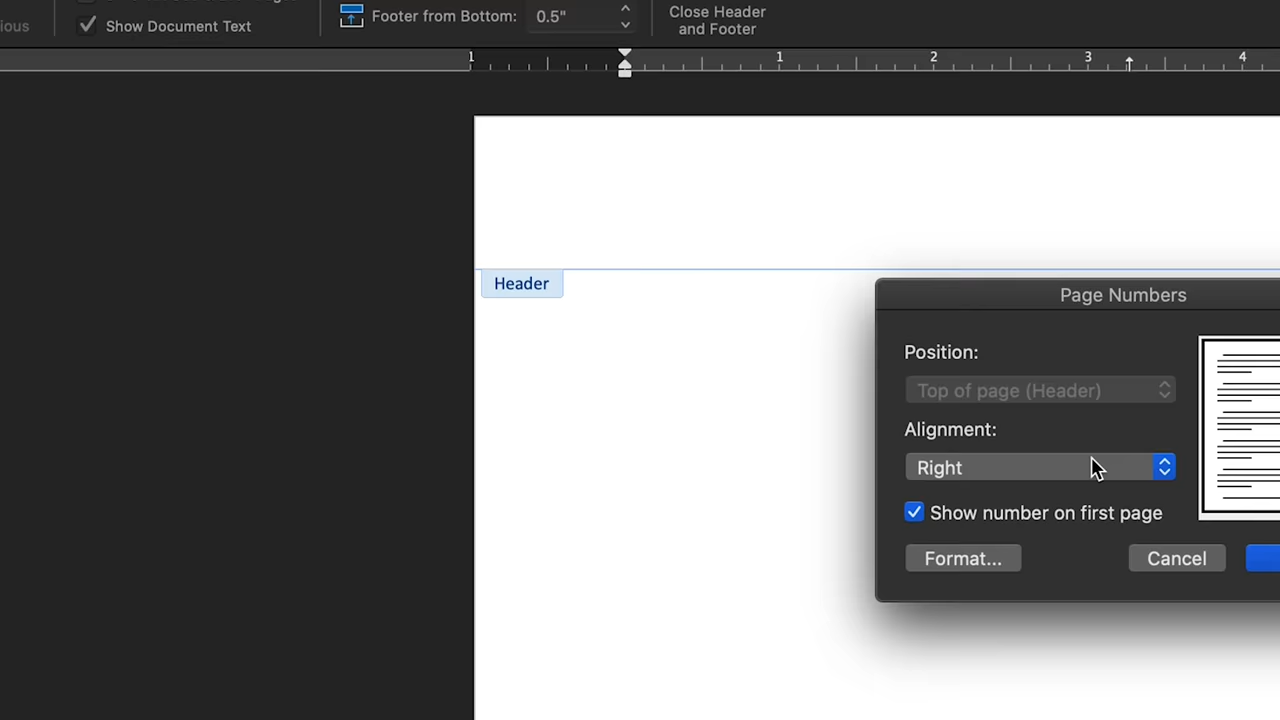 ious
Show Document Text
Footer from Bottom: 0.5"
Close Header
and Footer
1 1 2 3 4
Header
Page Numbers
Position:
Top of page (Header)
Alignment:
Right
Show number on first page
Format... Cancel